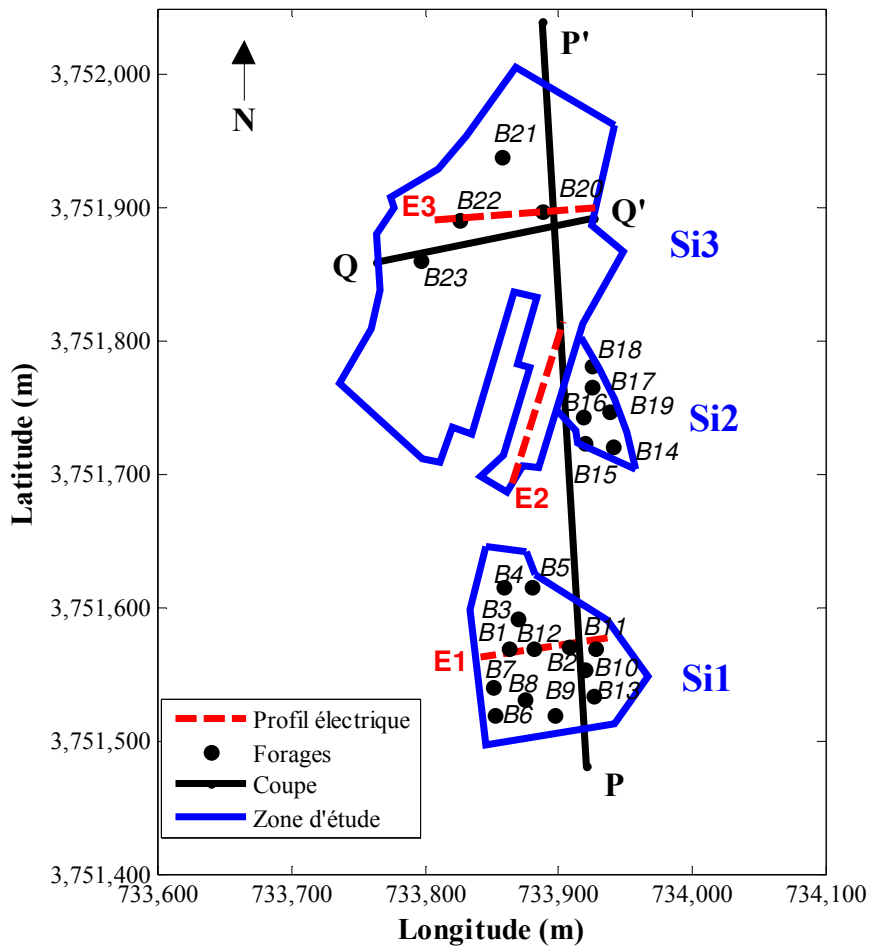 P'
3,752,000
N
B21
3,751,900
E3
B22
B20
Q'
Q
B23
Si3
3,751,800
B18
B17
B16
B19
Si2
3,751,700
B14
B15
E2
Latitude (m)
3,751,600
B4
B5
B3
B1
B12
B11
E1
B2
B7
B8
B9
B10
B13
B6
Si1
3,751,500
P
Profil électrique
Forages
Coupe
Zone d'étude
3,751,400
733,600
733,700
733,800
733,900
734,000
734,100
Longitude (m)